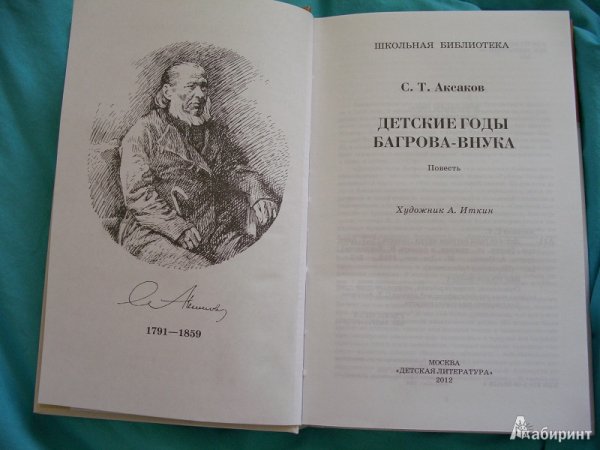 1791—1859
ШКОЛЬНАЯ БИБЛИОТЕКА
С. Т. Аксаков
ДЕТСКИЕ ГОДЫ
БАГРОВА-ВНУКА
Повесть
Художник А. Иткин
МОСКВА
«ДЕТСКАЯ ЛИТЕРАТУРА»
2012
Лабиринт